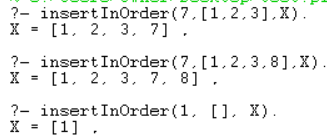 ?- insertInOrder(7,[1,2,3],X).
X = [1, 2, 3, 7] .
?- insertInOrder(7,[1,2,3,8],X).
X = [1, 2, 3, 7, 8] .
?- insertInOrder(1, [], X).
X = [1] .